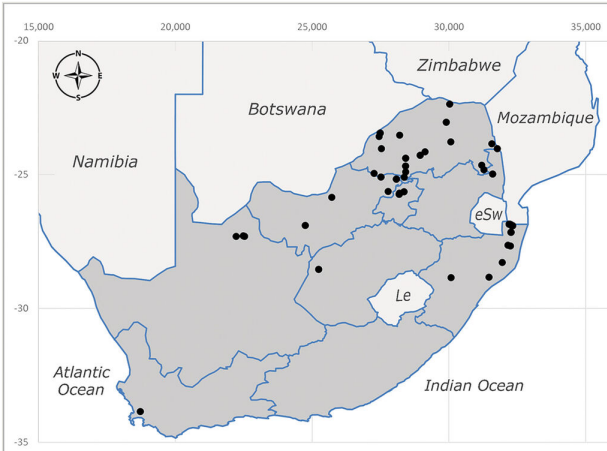 15,000 20,000 25,000 30,000 35,000
-20
Zimbabwe
N
W E
S
Botswana
Mozambique
Namibia
-25
eSw
Le
-30
Atlantic
Ocean
Indian Ocean
-35